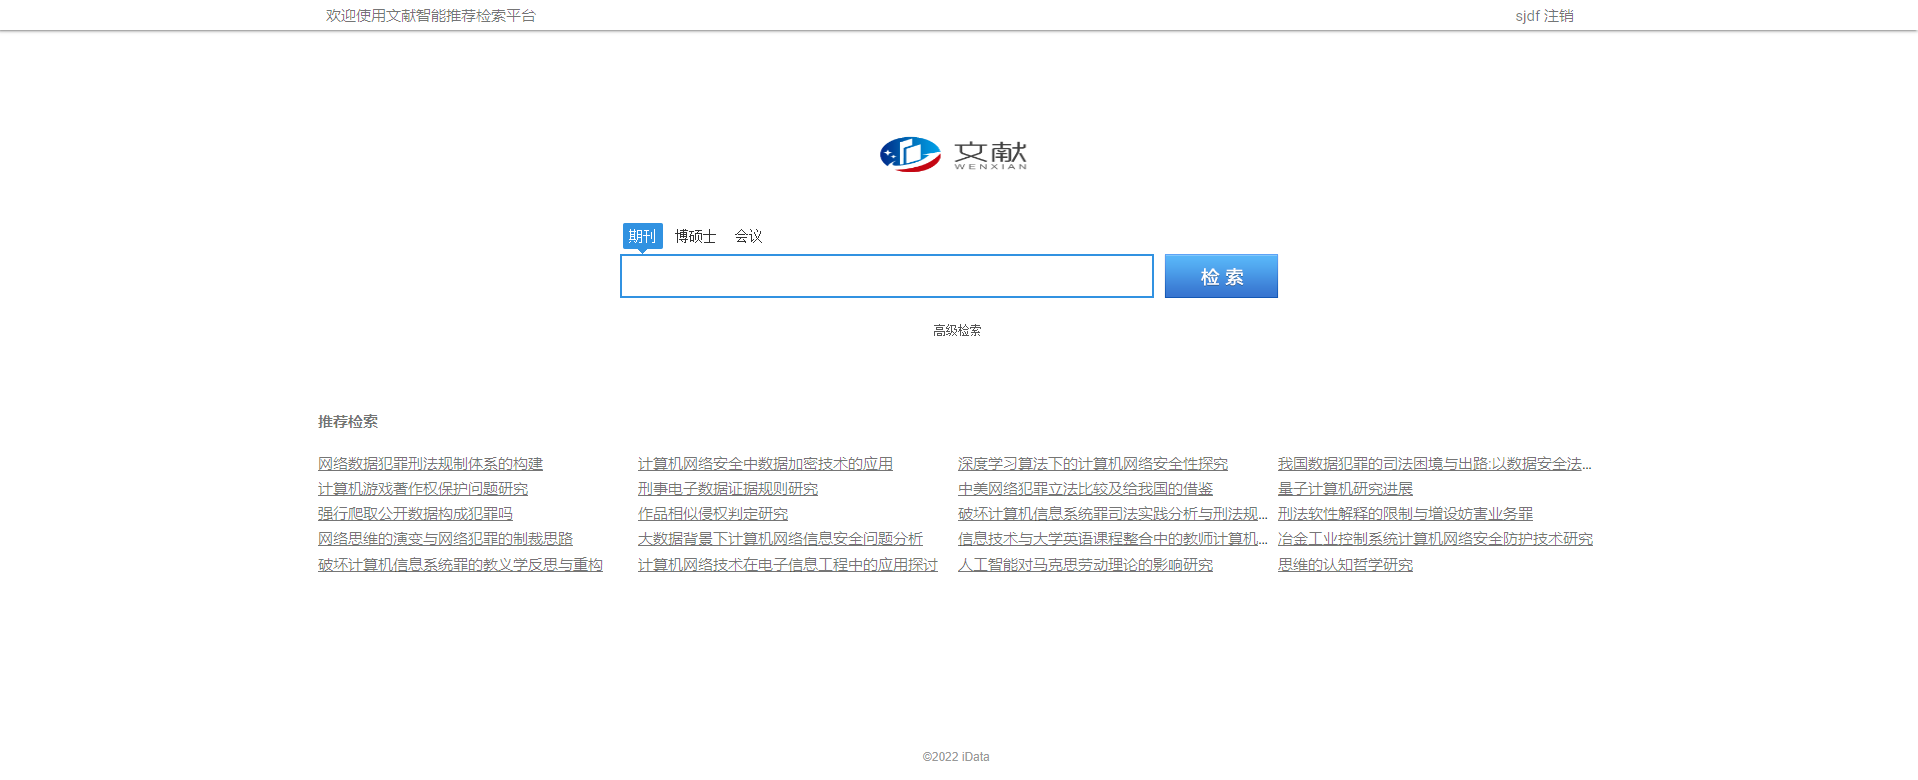 欢迎使用文献智能推荐检索平台 sjdf 注销
文献
WENXIAN
期刊 博硕士 会议
检 索
高级检索
推荐检索
网络数据犯罪刑法规制体系的构建 计算机网络安全中数据加密技术的应用 深度学习算法下的计算机网络安全性探究 我国数据犯罪的司法困境与出路:以数据安全法...
计算机游戏著作权保护问题研究 刑事电子数据证据规则研究 中美网络犯罪立法比较及给我国的借鉴 量子计算机研究进展
强行爬取公开数据构成犯罪吗 作品相似侵权判定研究 破坏计算机信息系统罪司法实践分析与刑法规... 刑法软性解释的限制与增设妨害业务罪
网络思维的演变与网络犯罪的制裁思路 大数据背景下计算机网络信息安全问题分析 信息技术与大学英语课程整合中的教师计算机... 冶金工业控制系统计算机网络安全防护技术研究
破坏计算机信息系统罪的教义学反思与重构 计算机网络技术在电子信息工程中的应用探讨 人工智能对马克思劳动理论的影响研究 思维的认知哲学研究
©2022 iData